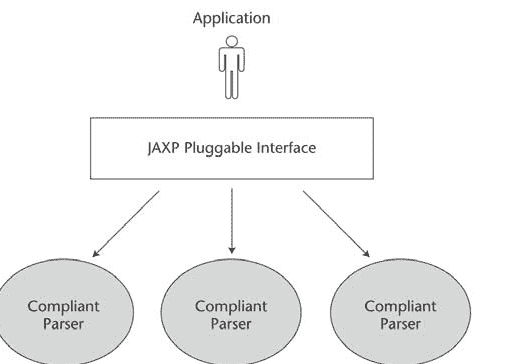 Application
JAXP Pluggable Interface
Compliant
Parser
Compliant
Parser
Compliant
Parser